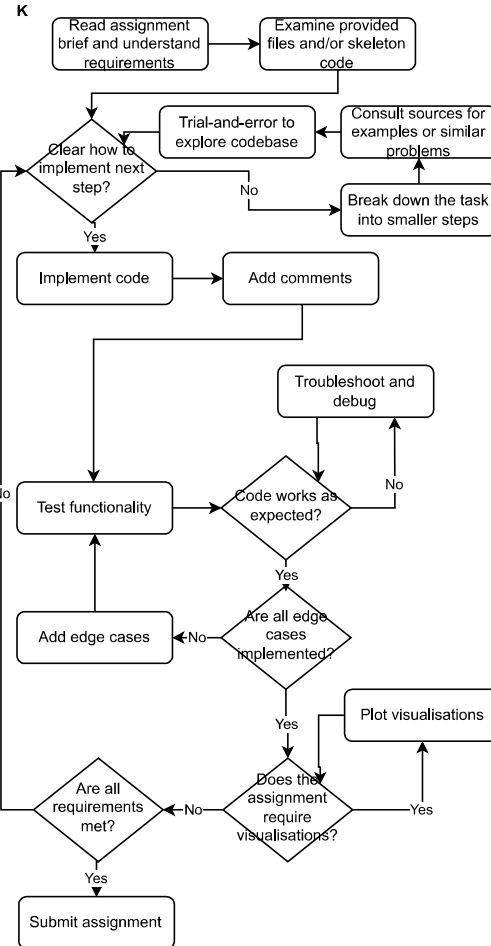 K
Read assignment
brief and understand
requirements
Examine provided
files and/or skeleton
code
Clear how to
implement next
step?
Trial-and-error to
explore codebase
Consult sources for
examples or similar
problems
No
Break down the task
into smaller steps
Yes
Implement code
Add comments
Troubleshoot and
debug
No
Test functionality
Code works as
expected?
No
Yes
Add edge cases
No
Are all edge
cases
implemented?
Yes
Plot visualisations
Are all
requirements
met?
No
Does the
assignment
require
visualisations?
Yes
Yes
Submit assignment